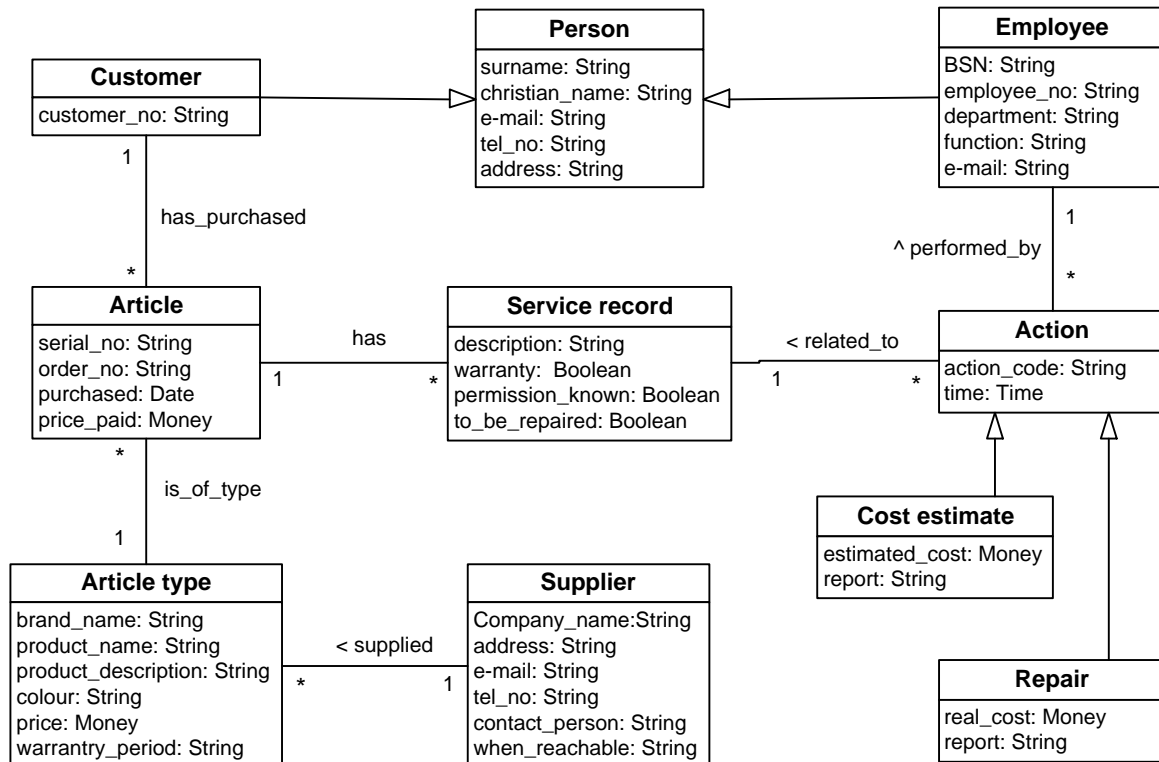 Person
surname: String
christian_name: String
e-mail: String
tel_no: String
address: String
Employee
BSN: String
employee_no: String
department: String
function: String
e-mail: String
Customer
customer_no: String
1
has_purchased
*
1
^ performed_by
*
Article
serial_no: String
order_no: String
purchased: Date
price_paid: Money
has
1
*
Service record
description: String
warranty: Boolean
permission_known: Boolean
to_be_repaired: Boolean
< related_to
1
*
Action
action_code: String
time: Time
*
is_of_type
1
Cost estimate
estimated_cost: Money
report: String
Article type
brand_name: String
product_name: String
product_description: String
colour: String
price: Money
warrantry_period: String
< supplied
*
1
Supplier
Company_name:String
address: String
e-mail: String
tel_no: String
contact_person: String
when_reachable: String
Repair
real_cost: Money
report: String